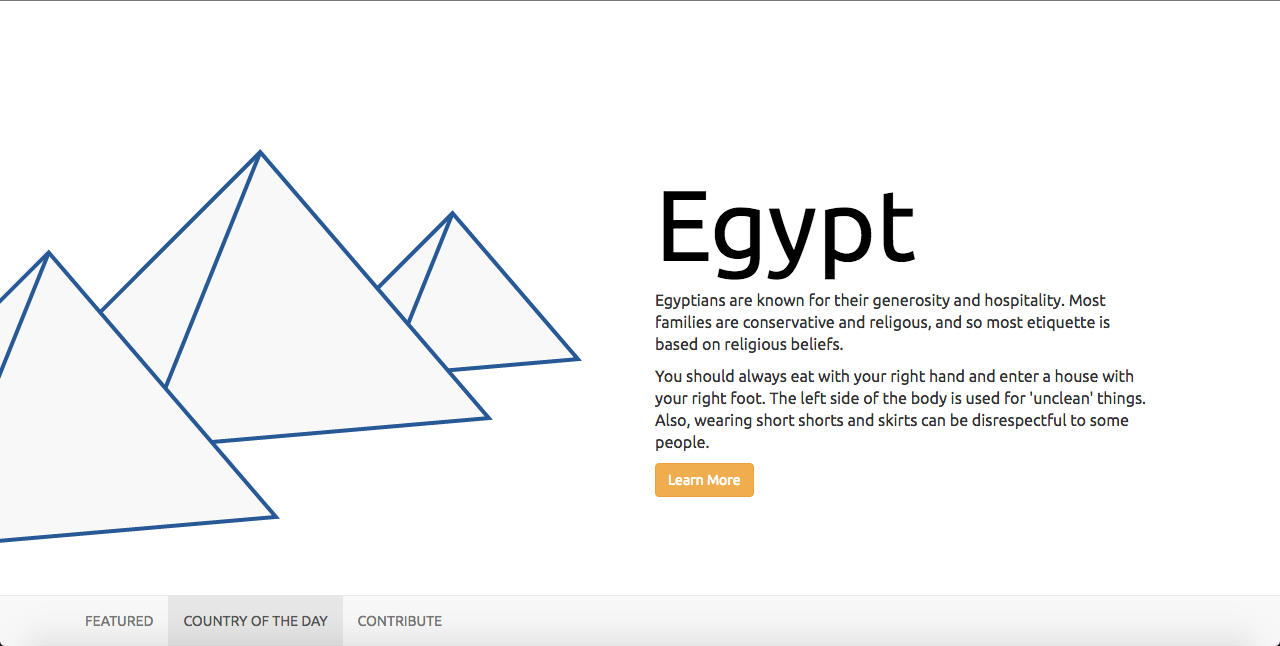 Egypt
Egyptians are known for their generosity and hospitality. Most
families are conservative and religous, and so most etiquette is
based on religious beliefs.
You should always eat with your right hand and enter a house with
your right foot. The left side of the body is used for 'unclean' things.
Also, wearing short shorts and skirts can be disrespectful to some
people.
Learn More
FEATURED
COUNTRY OF THE DAY
CONTRIBUTE